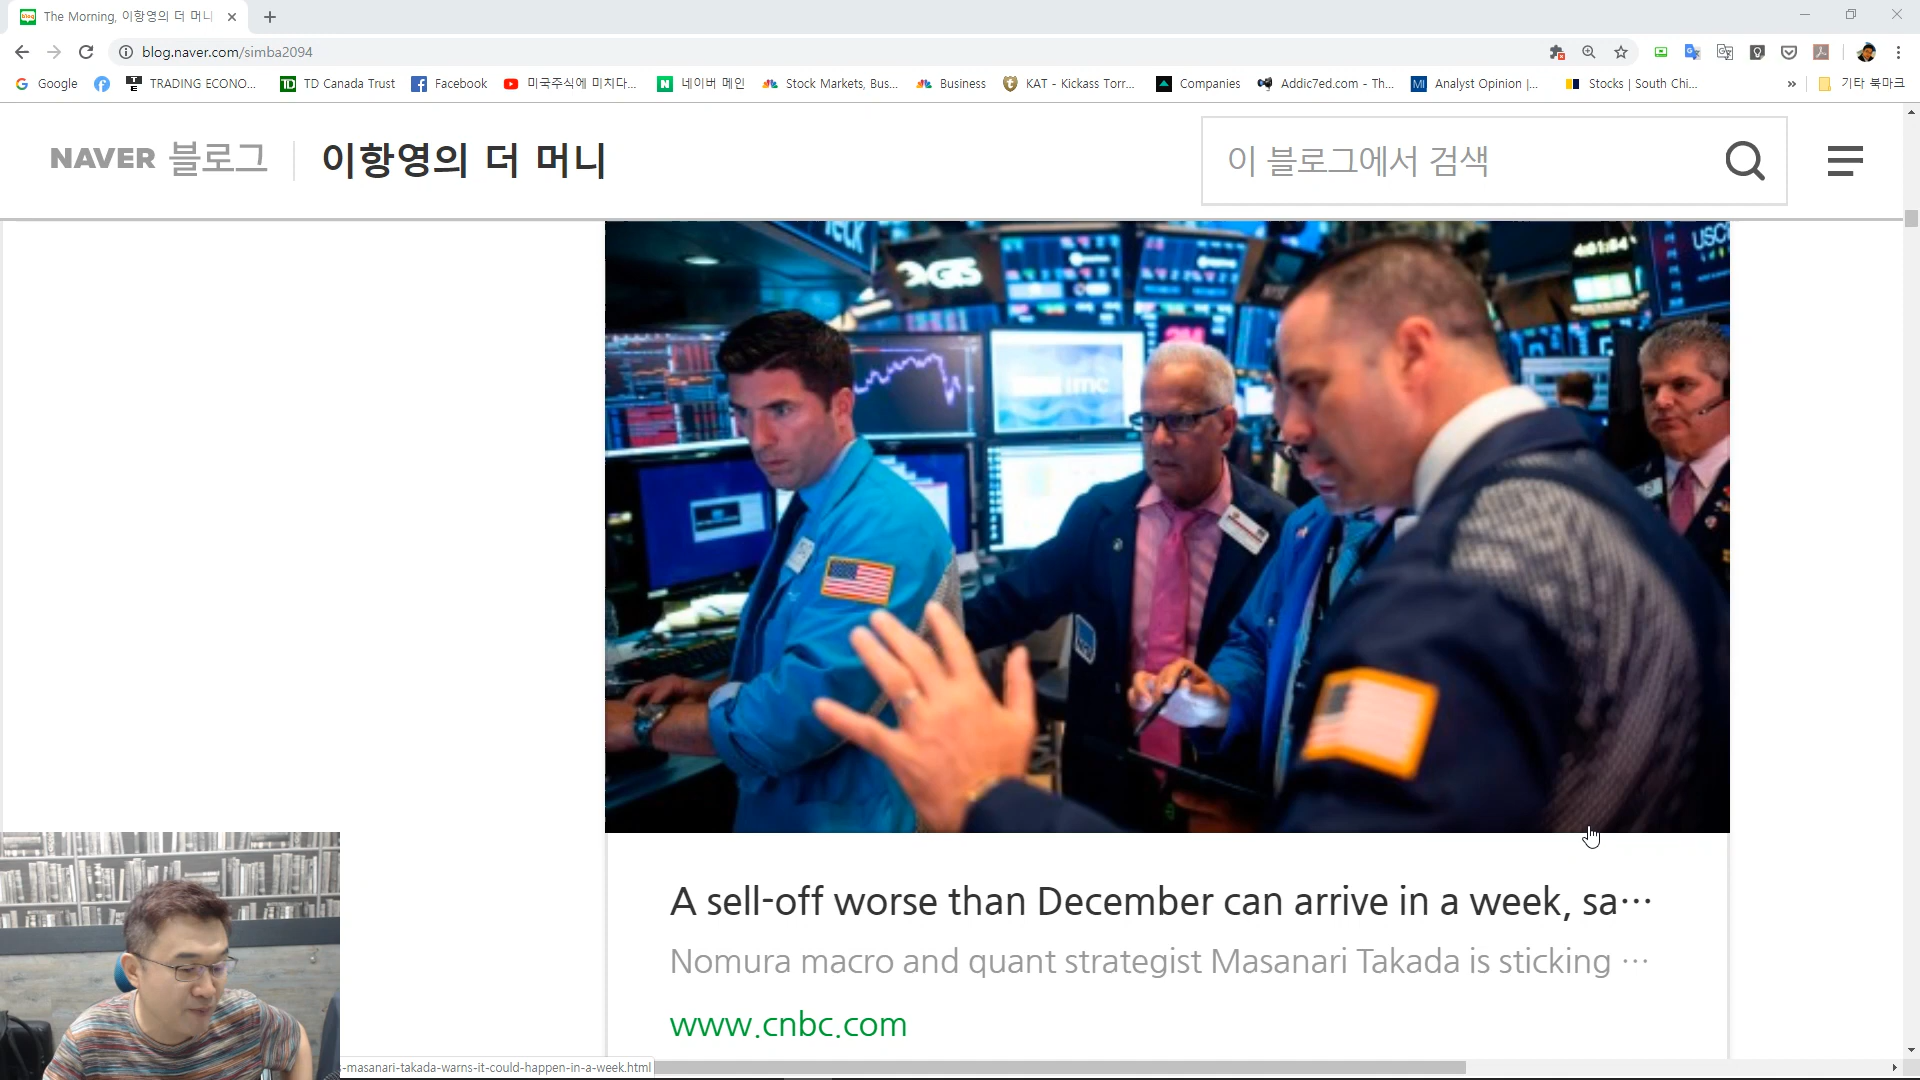 The Morning, 이항영의 더 머니
blog.naver.com/simba2094
Google
TRADING ECONO...
TD Canada Trust
Facebook
미국주식에 미치다...
네이버 메인
Stock Markets, Bus...
Business
KAT - Kickass Torr...
Companies
Addic7ed.com - Th...
MI
Analyst Opinion |...
Stocks | South Chi...
»
기타 북마크
NAVER 블로그
이항영의 더 머니
이 블로그에서 검색
GTS
imc
A sell-off worse than December can arrive in a week, sa⋯
Nomura macro and quant strategist Masanari Takada is sticking ⋯
www.cnbc.com
-masanari-takada-warns-it-could-happen-in-a-week.html